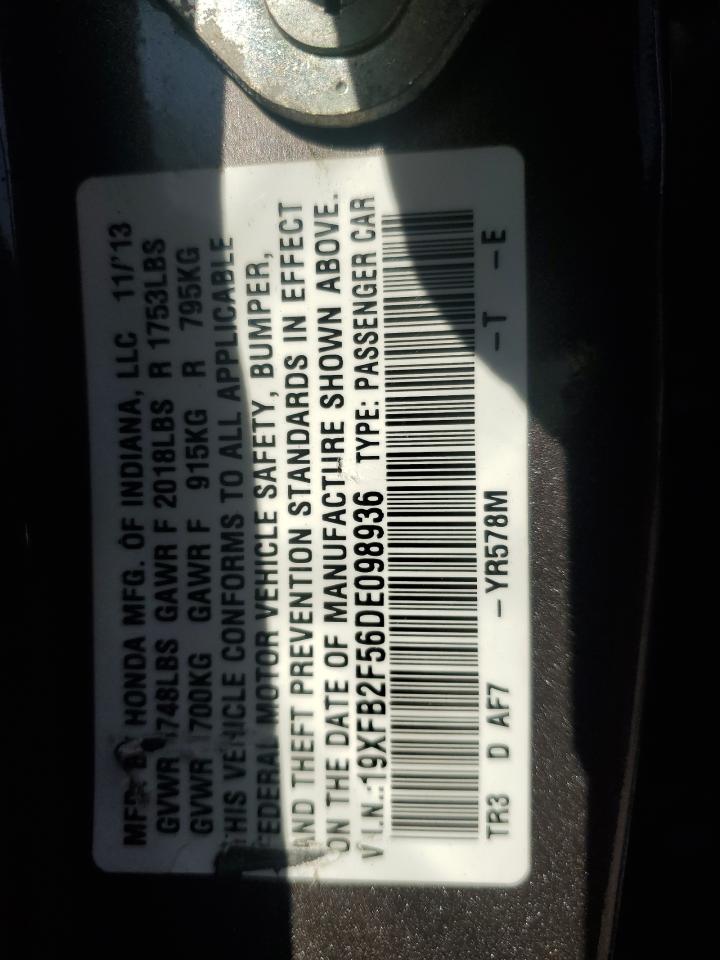 MFD. BY HONDA MFG. OF INDIANA, LLC 11/'13
GVWR 1748LBS GAWR F 2018LBS R 1753LBS
GVWR 1700KG GAWR F 915KG R 795KG
THIS VEHICLE CONFORMS TO ALL APPLICABLE
FEDERAL MOTOR VEHICLE SAFETY, BUMPER,
AND THEFT PREVENTION STANDARDS IN EFFECT
ON THE DATE OF MANUFACTURE SHOWN ABOVE.
V.I.N.:19XFB2F56DE098936 TYPE: PASSENGER CAR
TR3 D AF7 – YR578M –T –E